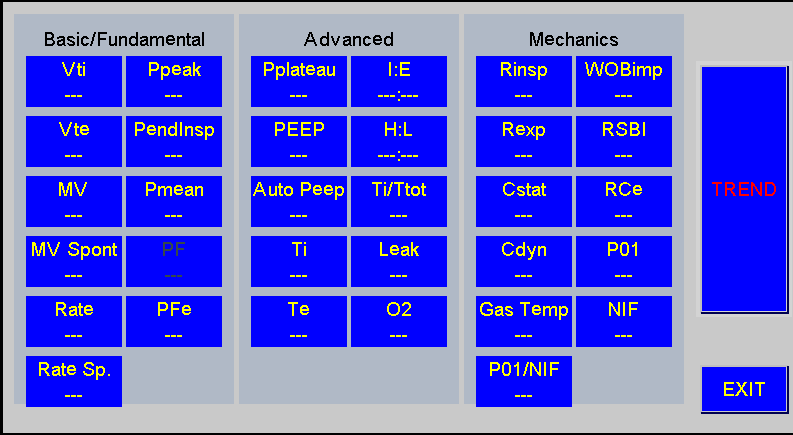 Basic/Fundamental Advanced Mechanics
Vti Ppeak Pplateau I:E Rinsp WOBimp
--- --- --- ---:--- --- ---
Vte PendInsp PEEP H:L Rexp RSBI
--- --- --- ---:--- --- ---
MV Pmean Auto Peep Ti/Ttot Cstat RCe TREND
--- --- --- --- --- ---
MV Spont PF Ti Leak Cdyn P01
--- --- --- --- --- ---
Rate PFe Te O2 Gas Temp NIF
--- --- --- --- --- ---
Rate Sp. P01/NIF EXIT
--- ---